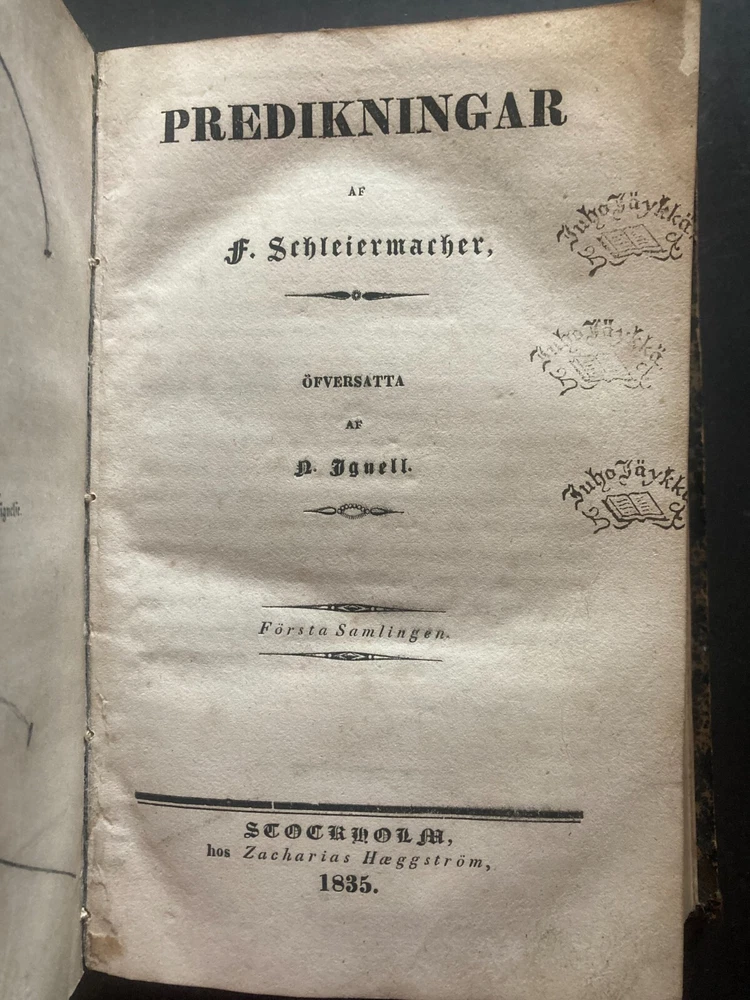 PREDIKNINGAR
AF
F. Schleiermacher,
ÖFVERSATTA
AF
N. Ignell.
Första Samlingen.
STOCKHOLM,
hos Zacharias Hæggström,
1835.
Juho Jäykkä
Juho Jäykkä
Juho Jäykkä